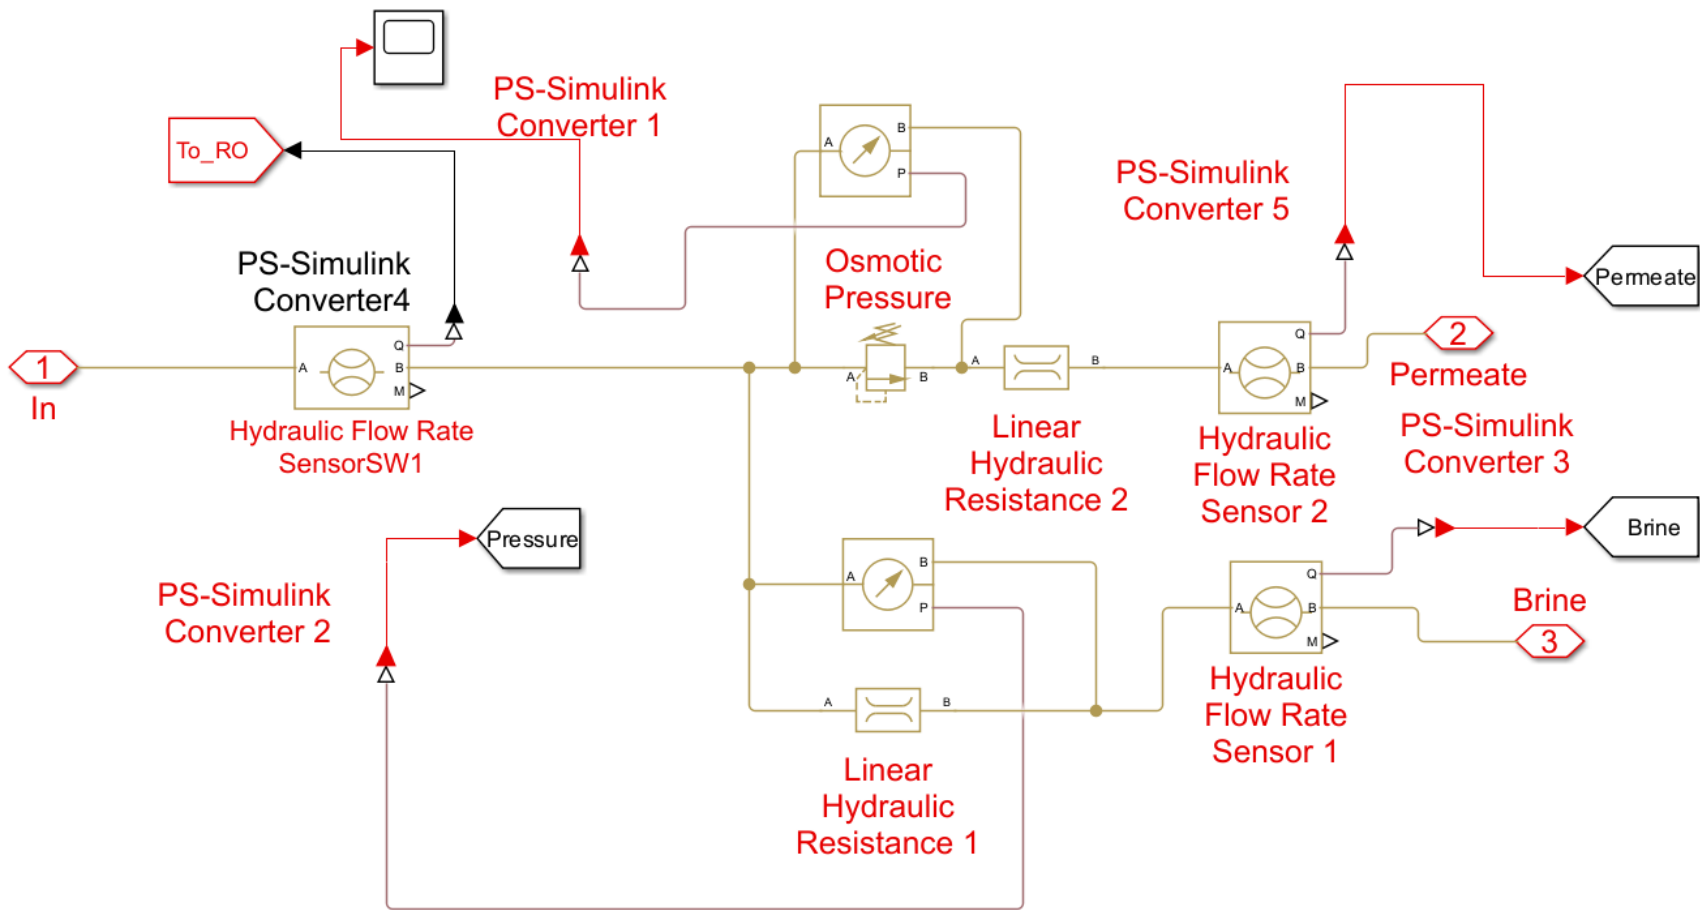 PS-Simulink
Converter 1
To_RO
A
B
P
PS-Simulink
Converter 5
PS-Simulink
Converter4
Osmotic
Pressure
Permeate
1
In
A
Q
B
M
Hydraulic Flow Rate
SensorSW1
A
B
A
B
Linear
Hydraulic
Resistance 2
A
Q
B
M
Hydraulic
Flow Rate
Sensor 2
2
Permeate
PS-Simulink
Converter 3
Pressure
PS-Simulink
Converter 2
A
B
P
Brine
A
Q
B
M
Brine
3
Hydraulic
Flow Rate
Sensor 1
A
B
Linear
Hydraulic
Resistance 1